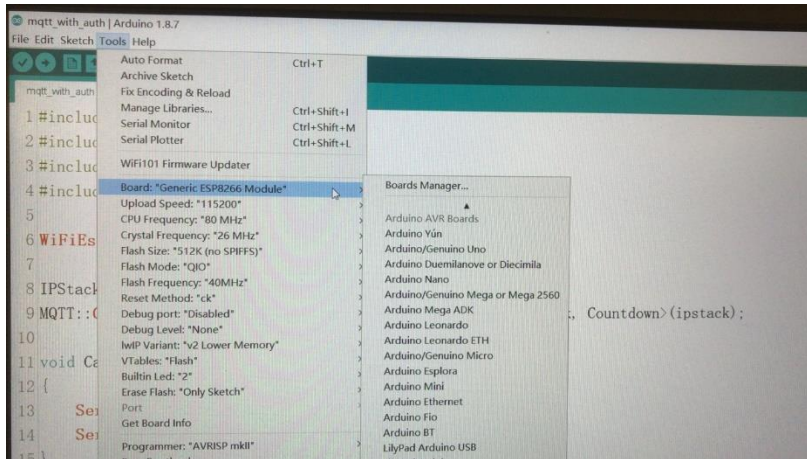 mqtt_with_auth | Arduino 1.8.7
File Edit Sketch Tools Help
mqtt_with_auth
Auto Format Ctrl+T
Archive Sketch
Fix Encoding & Reload
Manage Libraries... Ctrl+Shift+I
Serial Monitor Ctrl+Shift+M
Serial Plotter Ctrl+Shift+L
WiFi101 Firmware Updater
Board: "Generic ESP8266 Module"
Upload Speed: "115200"
CPU Frequency: "80 MHz"
Crystal Frequency: "26 MHz"
Flash Size: "512K (no SPIFFS)"
Flash Mode: "QIO"
Flash Frequency: "40MHz"
Reset Method: "ck"
Debug port: "Disabled"
Debug Level: "None"
lwIP Variant: "v2 Lower Memory"
VTables: "Flash"
Builtin Led: "2"
Erase Flash: "Only Sketch"
Port
Get Board Info
Programmer: "AVRISP mkII"
Boards Manager...
Arduino AVR Boards
Arduino Yún
Arduino/Genuino Uno
Arduino Duemilanove or Diecimila
Arduino Nano
Arduino/Genuino Mega or Mega 2560
Arduino Mega ADK
Arduino Leonardo
Arduino Leonardo ETH
Arduino/Genuino Micro
Arduino Esplora
Arduino Mini
Arduino Ethernet
Arduino Fio
Arduino BT
LilyPad Arduino USB
1 #includ
2 #includ
3 #includ
4 #includ
5
6 WiFiEs
7
8 IPStack
9 MQTT::C , Countdown>(ipstack);
10
11 void Ca
12 {
13 Ser
14 Ser
15 }